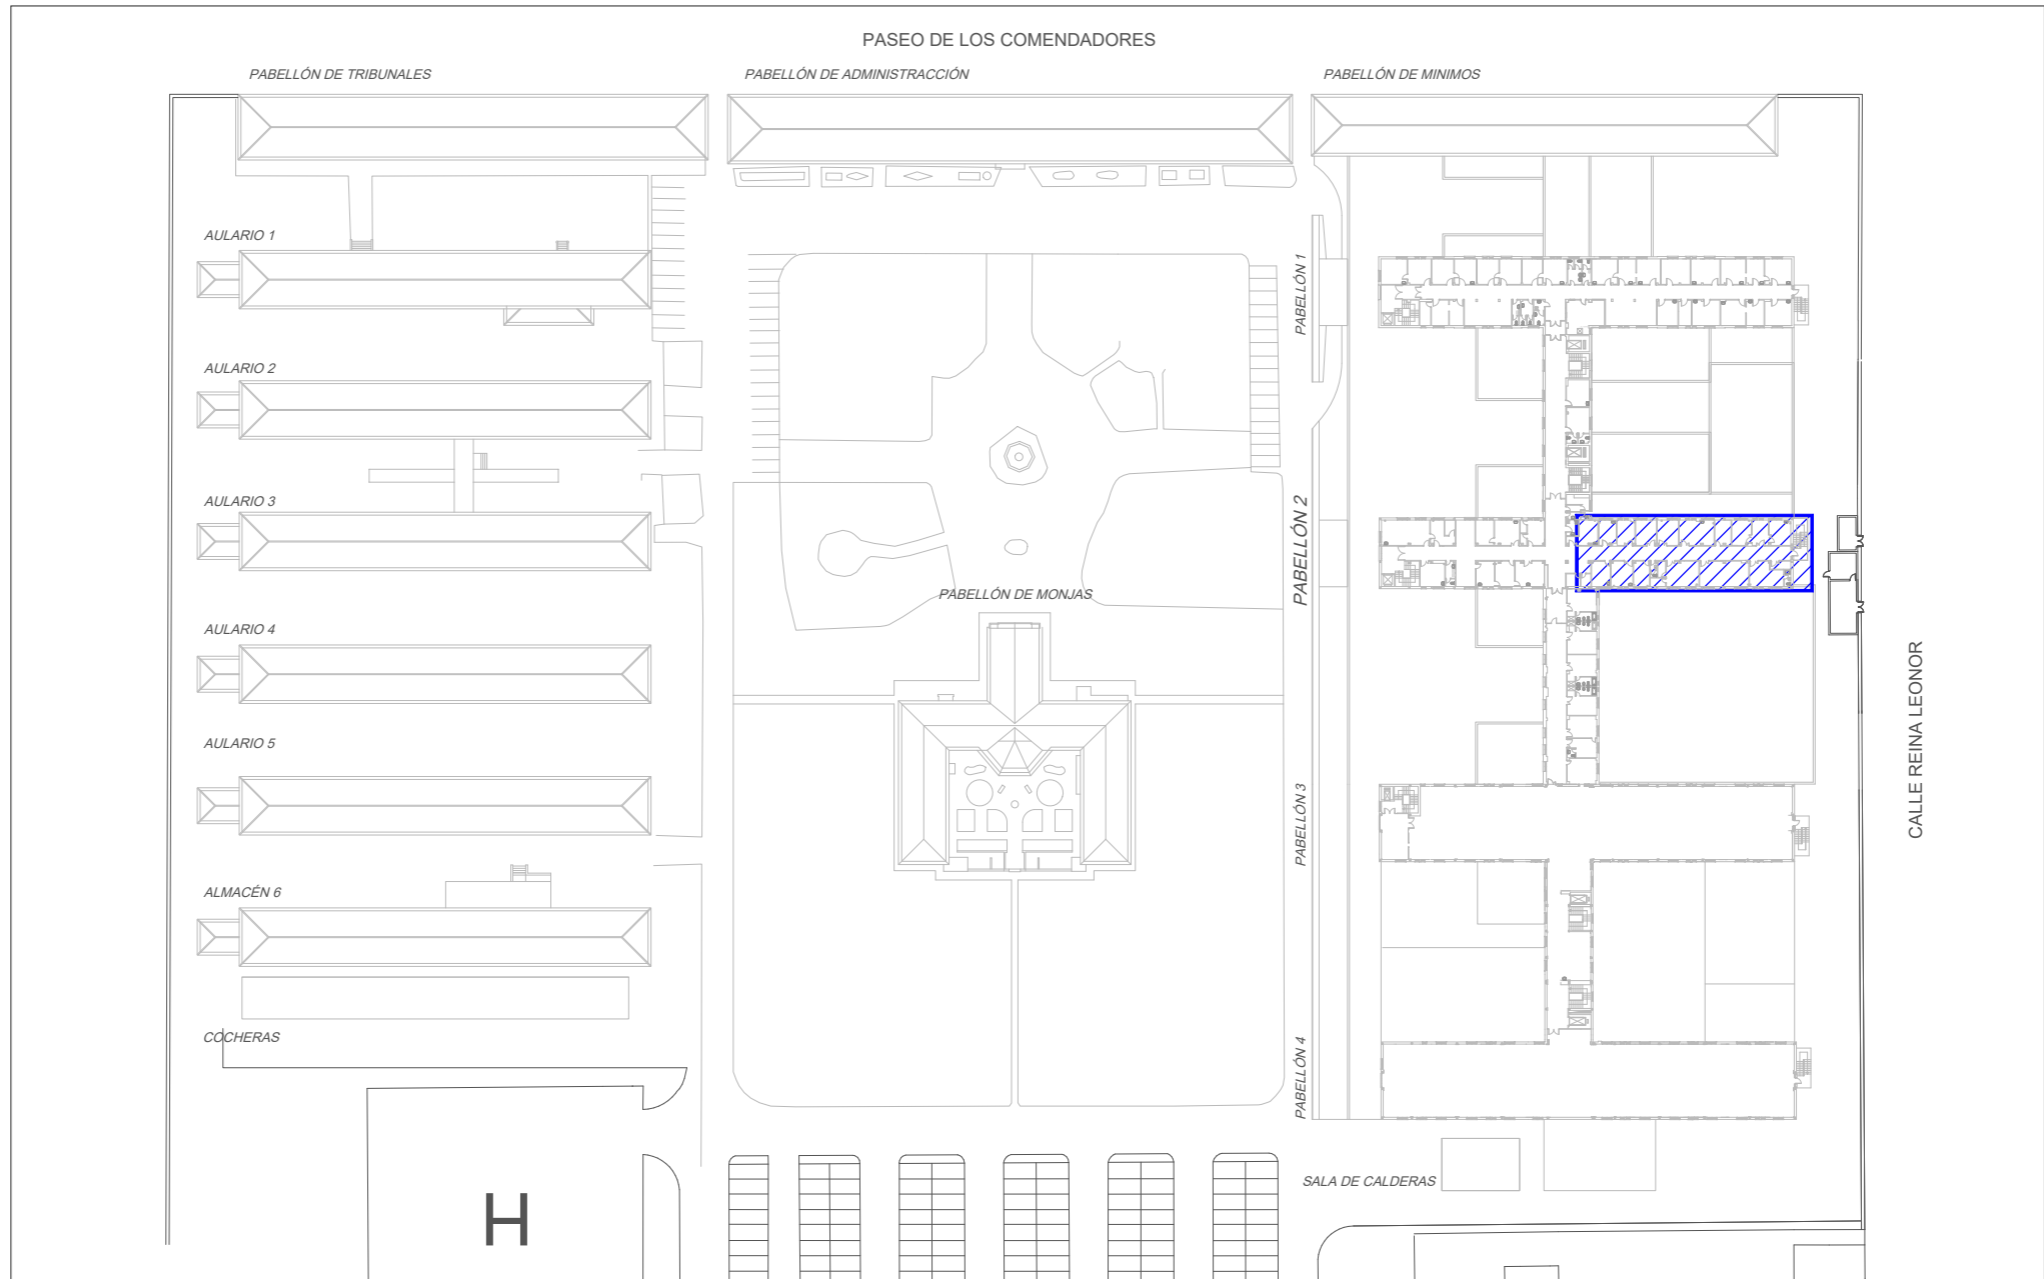 PASEO DE LOS COMENDADORES
PABELLÓN DE TRIBUNALES
PABELLÓN DE ADMINISTRACCIÓN
PABELLÓN DE MINIMOS
AULARIO 1
PABELLÓN 1
AULARIO 2
AULARIO 3
PABELLÓN 2
PABELLÓN DE MONJAS
AULARIO 4
CALLE REINA LEONOR
AULARIO 5
PABELLÓN 3
ALMACÉN 6
COCHERAS
PABELLÓN 4
SALA DE CALDERAS
H